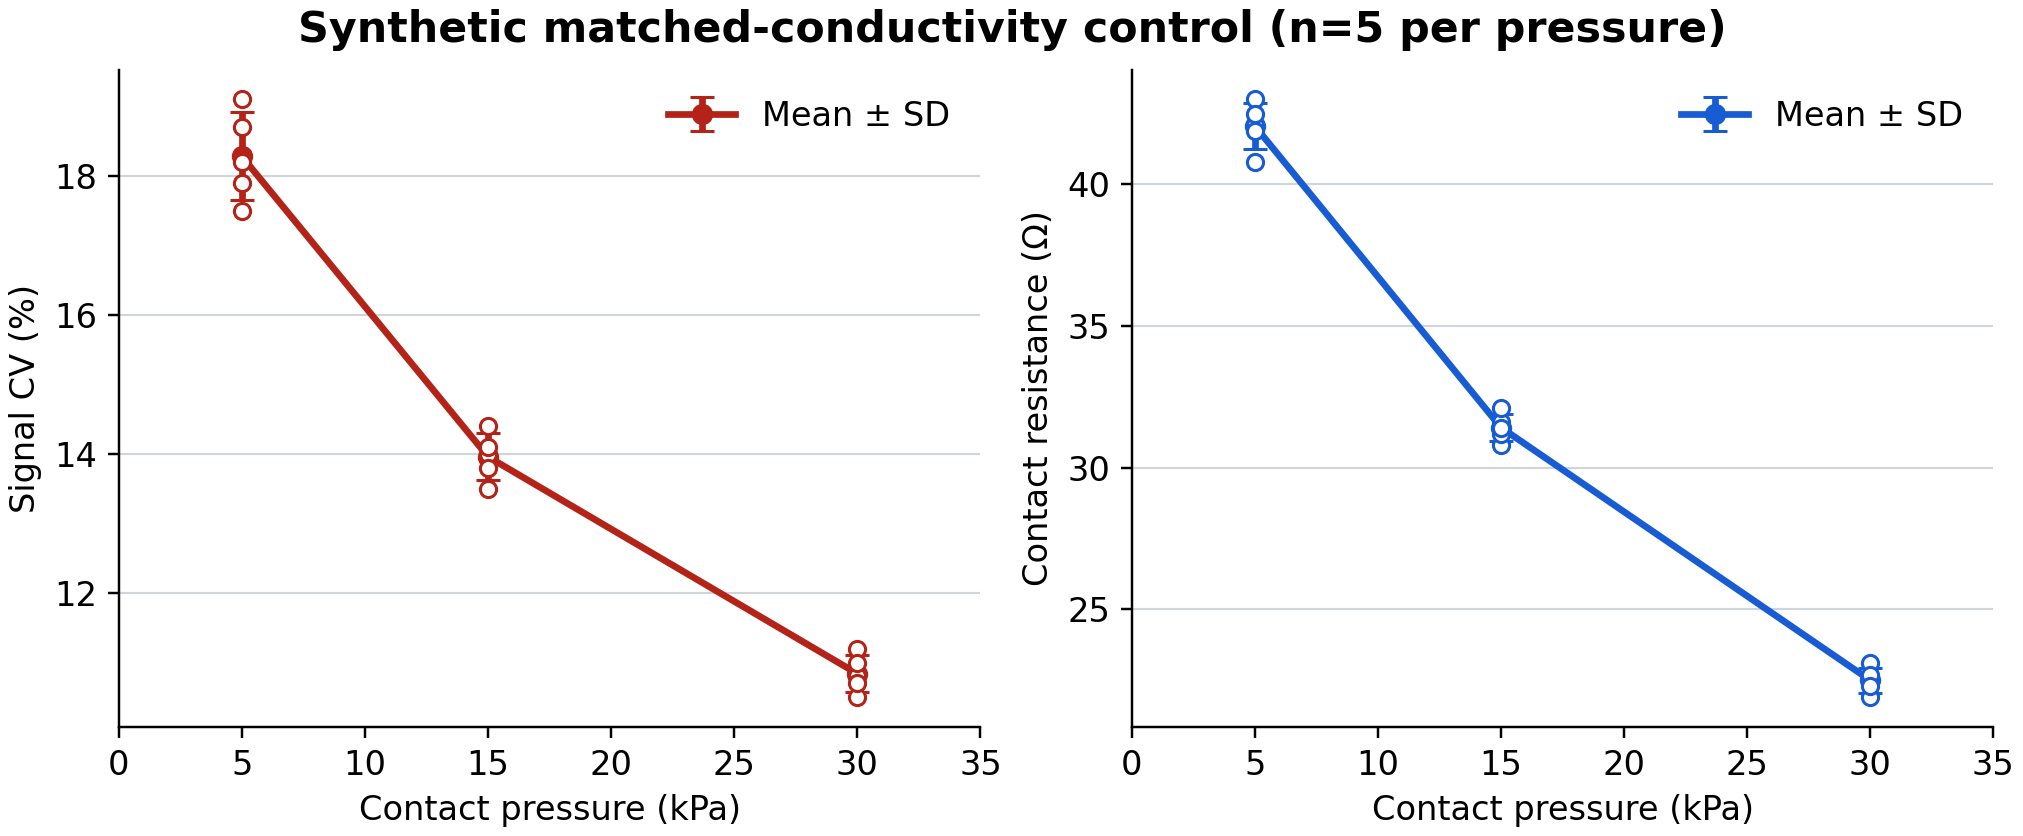 Synthetic matched-conductivity control (n=5 per pressure)
Mean ± SD
18
16
14
12
Signal CV (%)
0 5 10 15 20 25 30 35
Contact pressure (kPa)
Mean ± SD
40
35
30
25
Contact resistance (Ω)
0 5 10 15 20 25 30 35
Contact pressure (kPa)